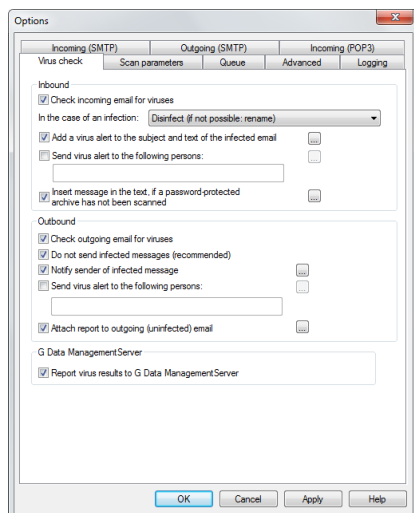 Options
Incoming (SMTP)
Outgoing (SMTP)
Incoming (POP3)
Virus check
Scan parameters
Queue
Advanced
Logging
Inbound
Check incoming email for viruses
In the case of an infection:
Disinfect (if not possible: rename)
Add a virus alert to the subject and text of the infected email
...
Send virus alert to the following persons:
...
Insert message in the text, if a password-protected
archive has not been scanned
...
Outbound
Check outgoing email for viruses
Do not send infected messages (recommended)
Notify sender of infected message
...
Send virus alert to the following persons:
...
Attach report to outgoing (uninfected) email
...
G Data ManagementServer
Report virus results to G Data ManagementServer
OK
Cancel
Apply
Help